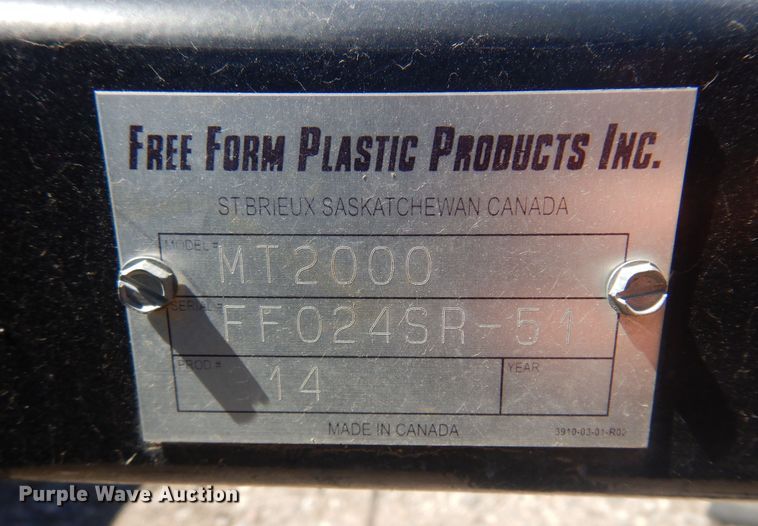 FREE FORM PLASTIC PRODUCTS INC.
ST.BRIEUX SASKATCHEWAN CANADA
MODEL# MT2000
SERIAL# FF024SR-51
PROD.# 14 YEAR
MADE IN CANADA 3910-03-01-R02
Purple Wave Auction